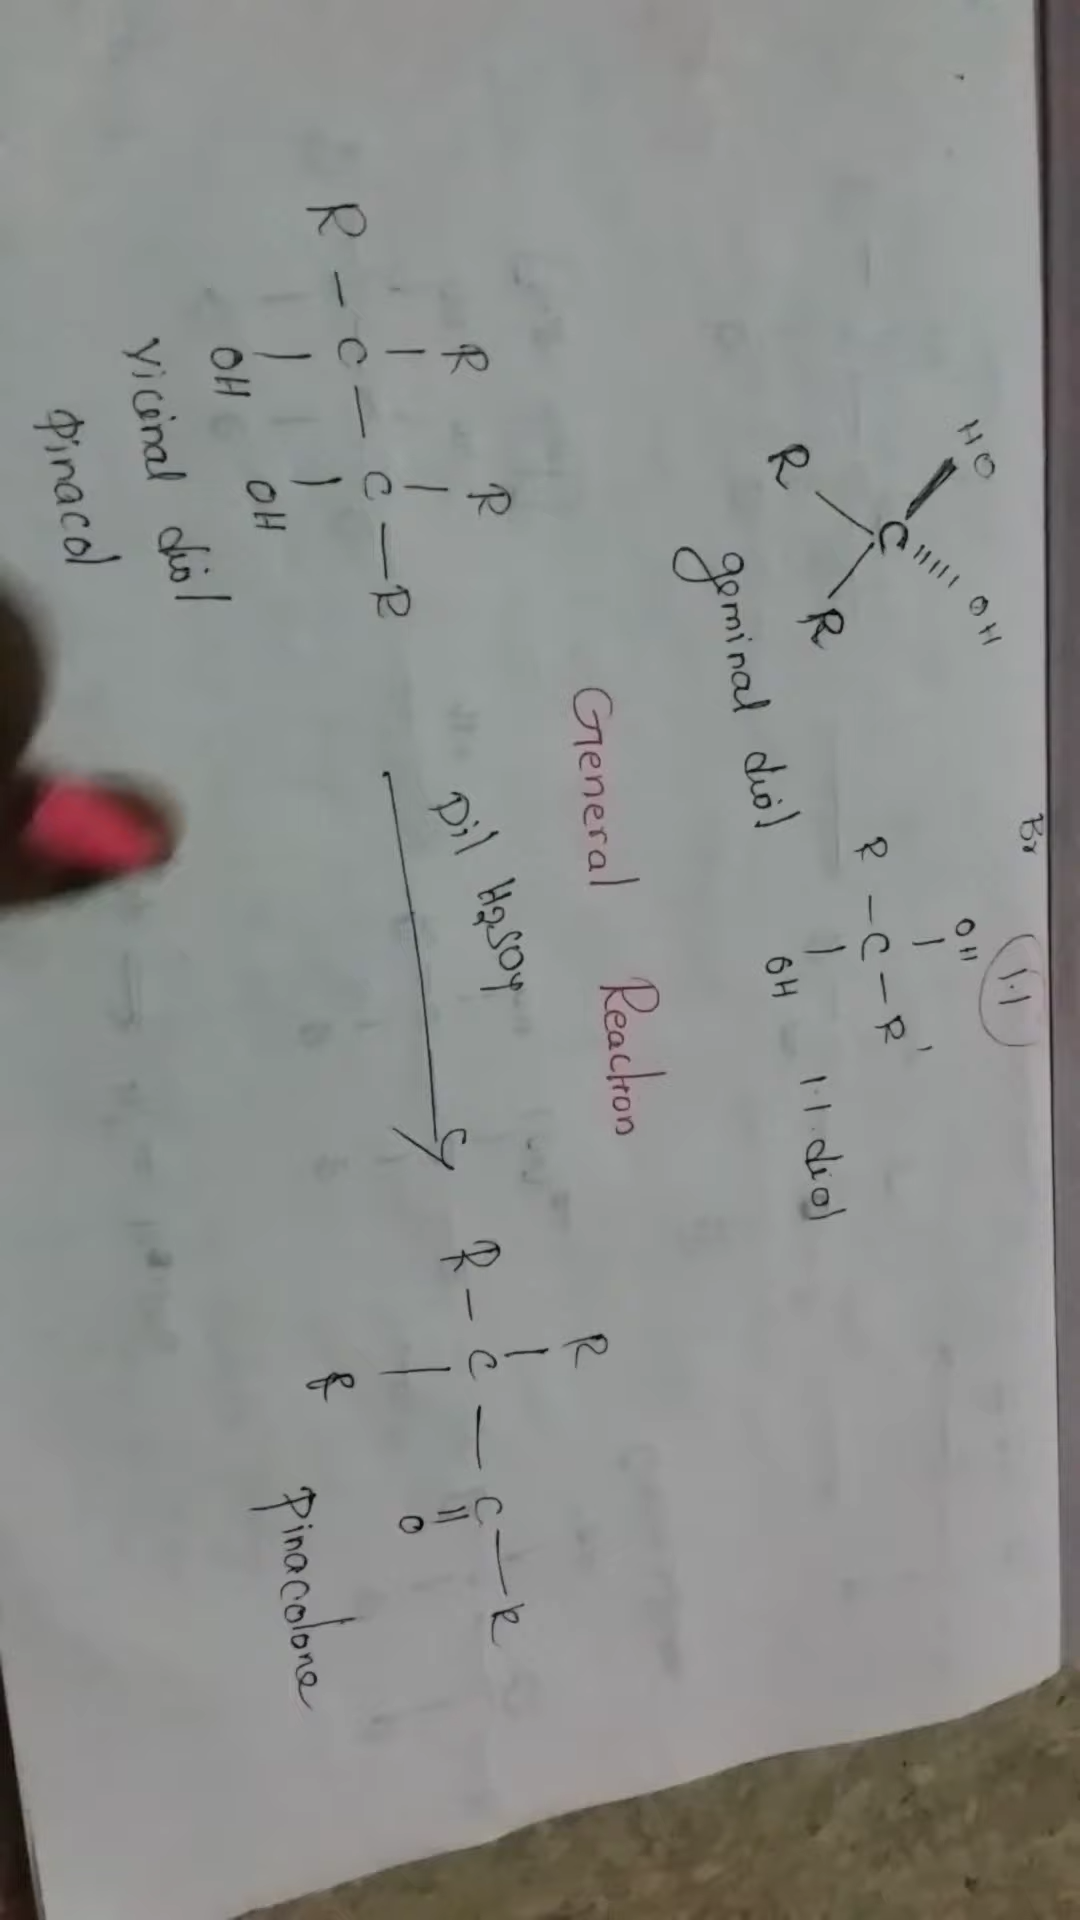 Br
1.1
HO OH
C
R R
geminal diol
OH
R - C - R'
OH
1.1.diol
General Reaction
R R
R - C - C - R
OH OH
vicinal diol
Pinacol
Dil H2SO4
R
R - C - C - R
R O
Pinacolone